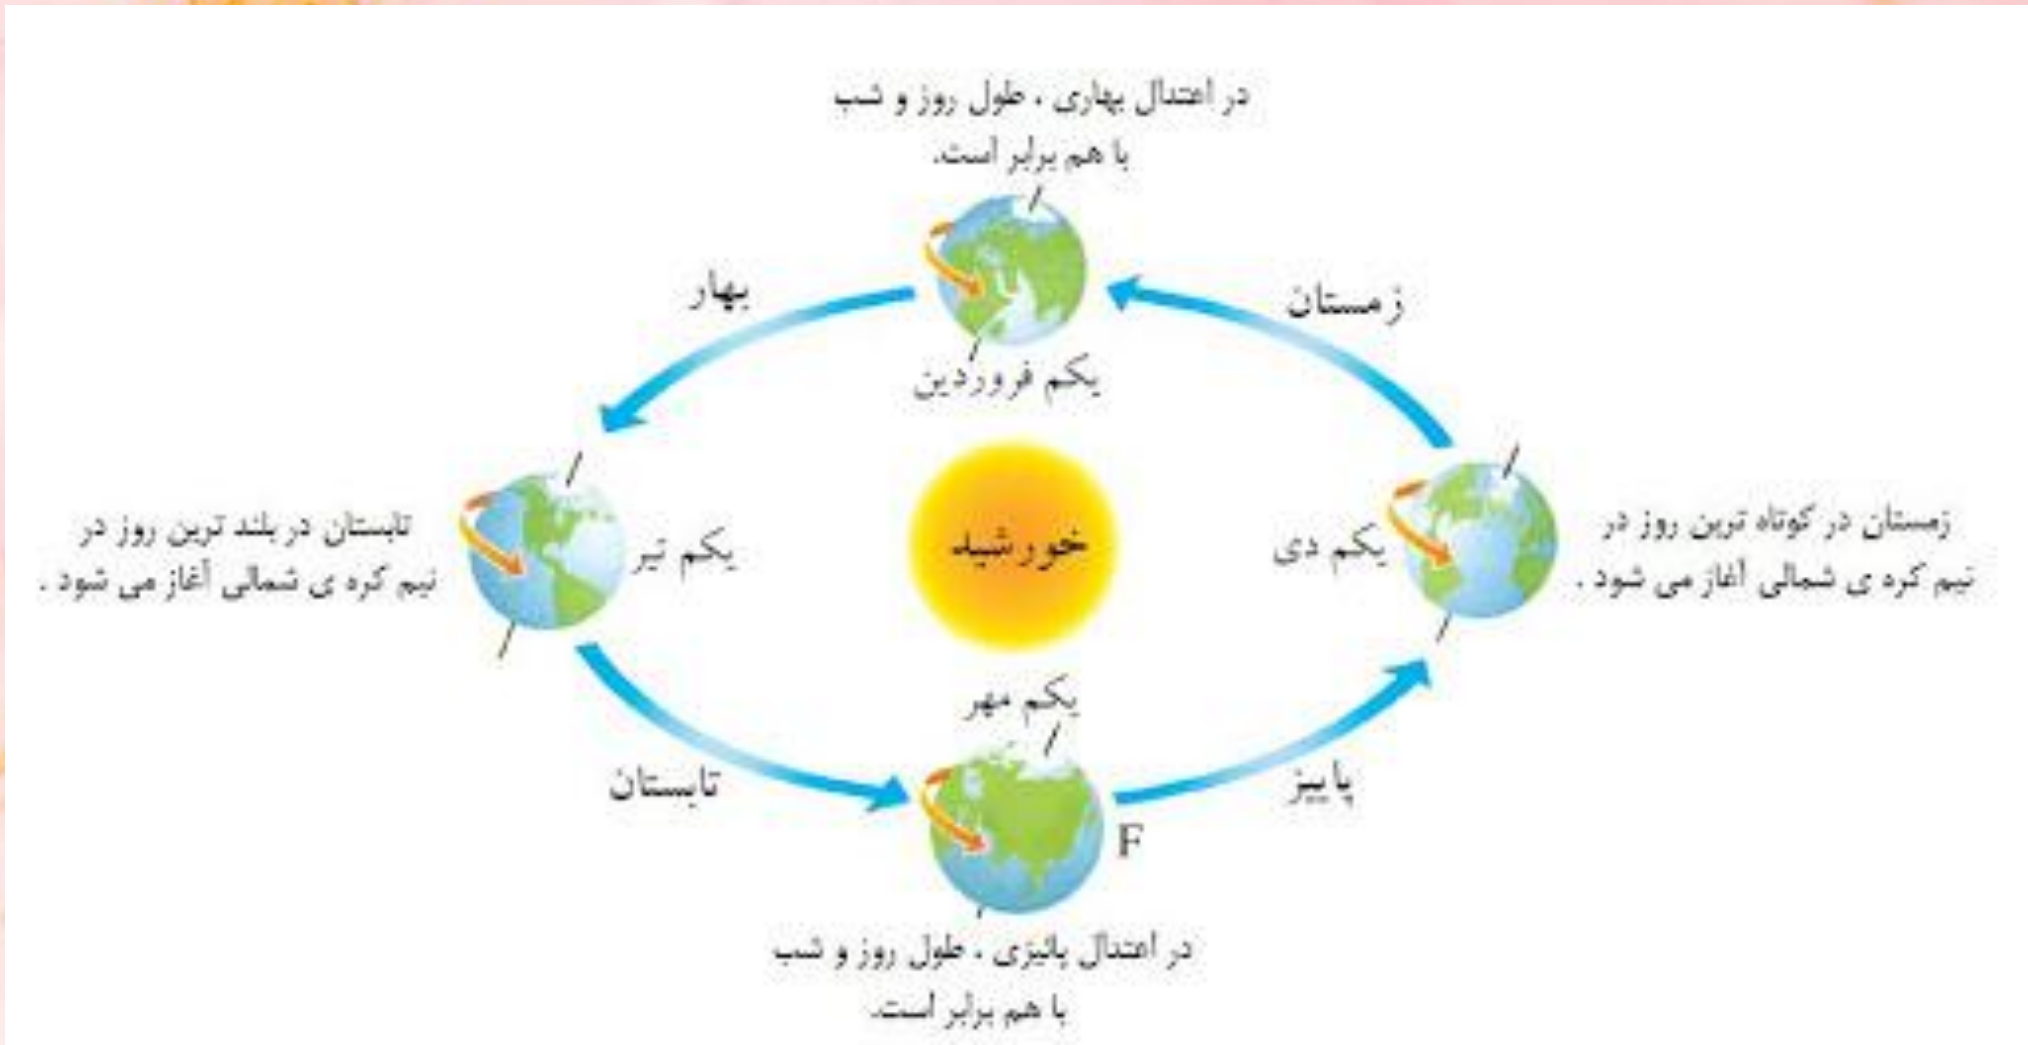 در اعتدال بهاری ، طول روز و شب
با هم برابر است.
زمستان
بهار
یکم فروردین
زمستان در کوتاه ترین روز در
نیم کره ی شمالی آغاز می شود .
یکم دی
خورشید
یکم تیر
تابستان در بلند ترین روز در
نیم کره ی شمالی آغاز می شود .
یکم مهر
پاییز
تابستان
F
در اعتدال پائیزی ، طول روز و شب
با هم برابر است.